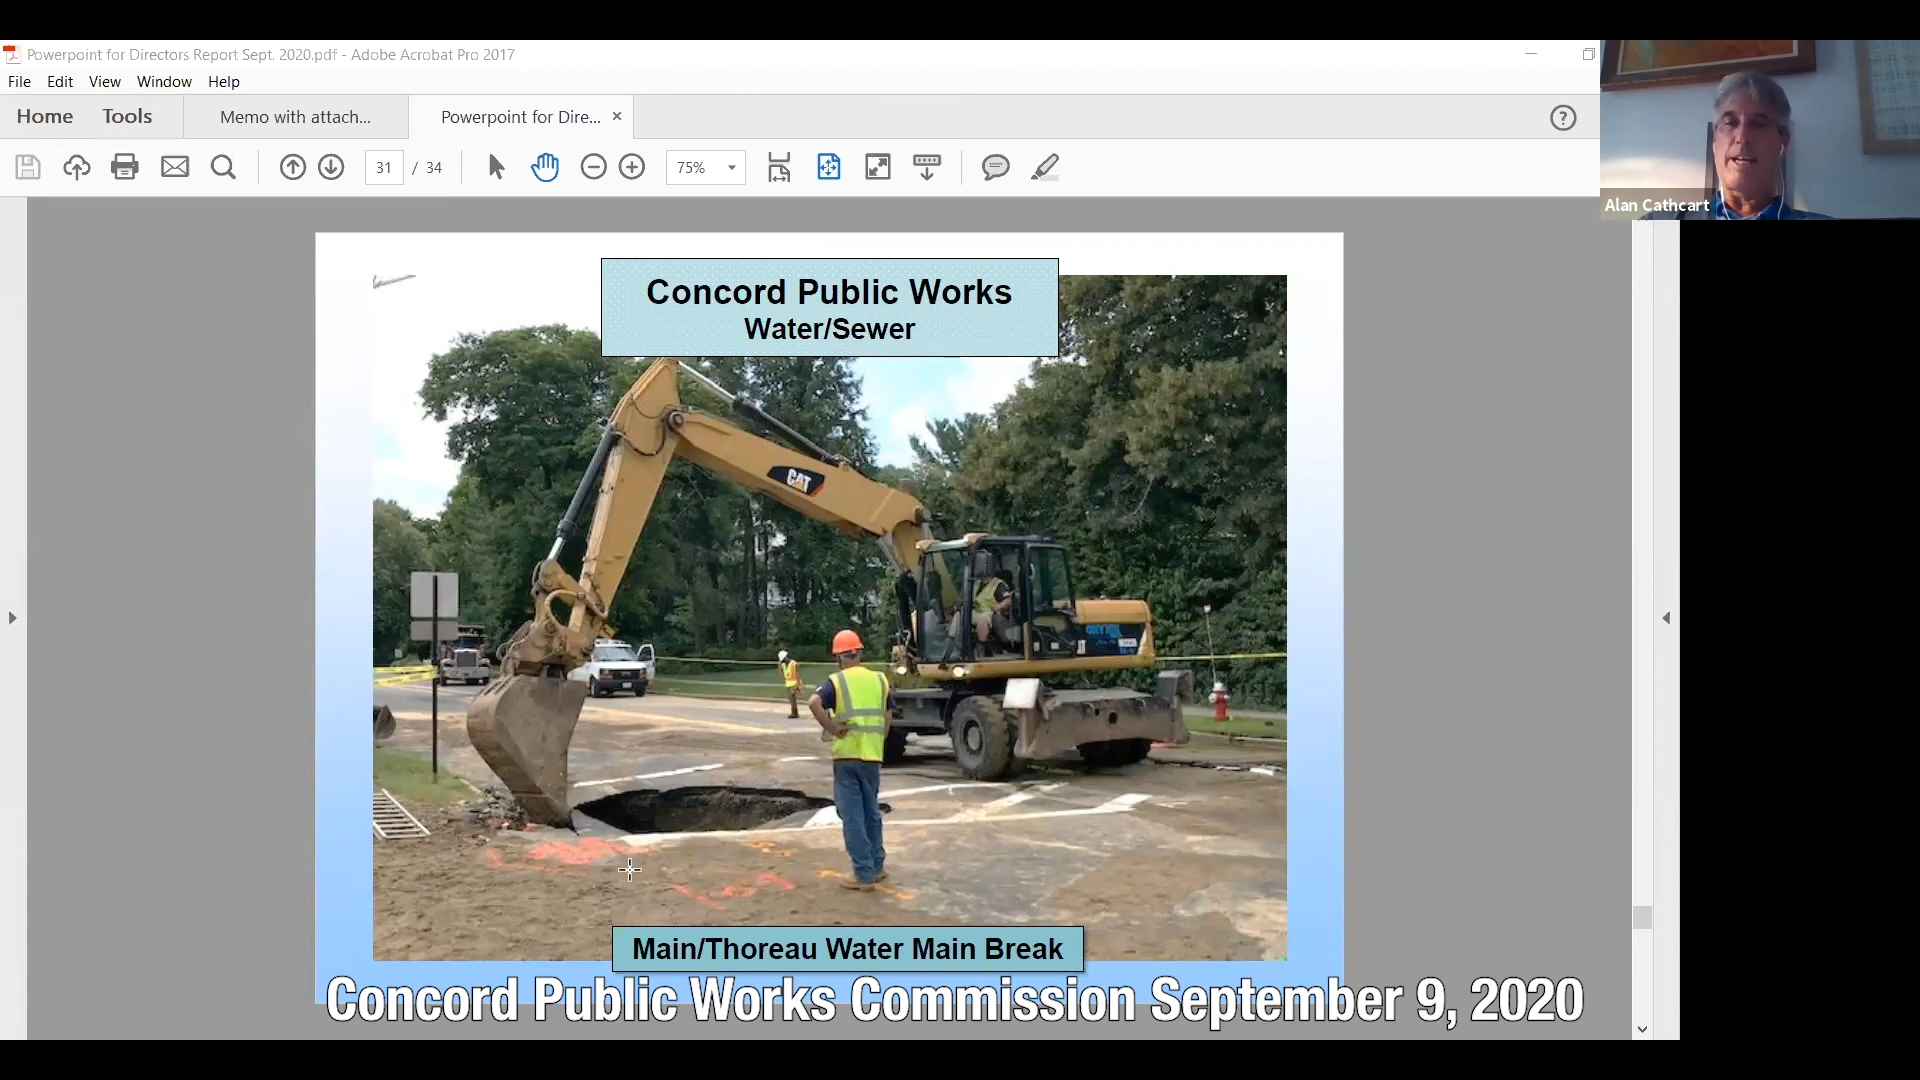 Powerpoint for Directors Report Sept. 2020.pdf - Adobe Acrobat Pro 2017
File Edit View Window Help
Home Tools Memo with attach... Powerpoint for Dire... ×
31 / 34 75%
Alan Cathcart
Concord Public Works
Water/Sewer
CAT
Main/Thoreau Water Main Break
Concord Public Works Commission September 9, 2020